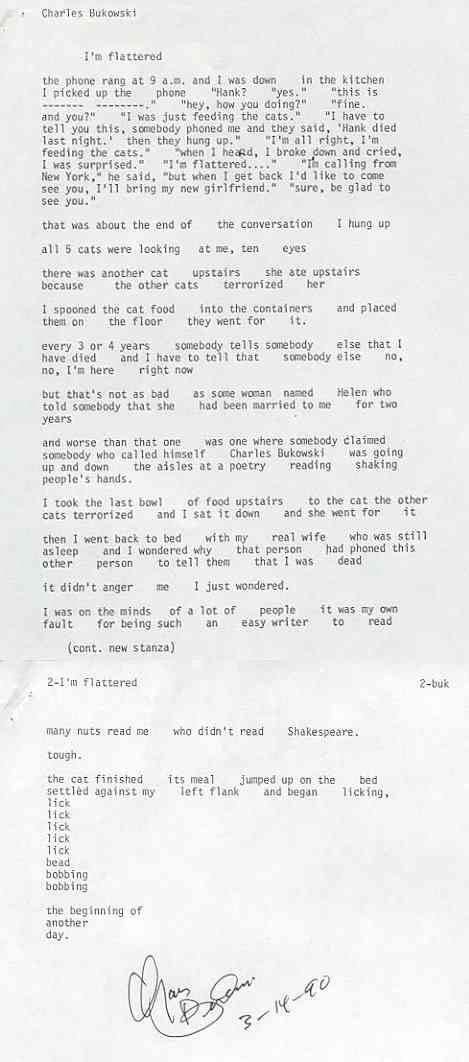 Charles Bukowski
I'm flattered
the phone rang at 9 a.m. and I was down in the kitchen
I picked up the phone "Hank? "yes." "this is
------- --------." "hey, how you doing?" "fine.
and you?" "I was just feeding the cats." "I have to
tell you this, somebody phoned me and they said, 'Hank died
last night.' then they hung up." "I'm all right, I'm
feeding the cats." "when I heard, I broke down and cried,
I was surprised." "I'm flattered...." "Im calling from
New York," he said, "but when I get back I'd like to come
see you, I'll bring my new girlfriend." "sure, be glad to
see you."
that was about the end of the conversation I hung up
all 5 cats were looking at me, ten eyes
there was another cat upstairs she ate upstairs
because the other cats terrorized her
I spooned the cat food into the containers and placed
them on the floor they went for it.
every 3 or 4 years somebody tells somebody else that I
have died and I have to tell that somebody else no,
no, I'm here right now
but that's not as bad as some woman named Helen who
told somebody that she had been married to me for two
years
and worse than that one was one where somebody claimed
somebody who called himself Charles Bukowski was going
up and down the aisles at a poetry reading shaking
people's hands.
I took the last bowl of food upstairs to the cat the other
cats terrorized and I sat it down and she went for it
then I went back to bed with my real wife who was still
asleep and I wondered why that person had phoned this
other person to tell them that I was dead
it didn't anger me I just wondered.
I was on the minds of a lot of people it was my own
fault for being such an easy writer to read
(cont. new stanza)
2-I'm flattered 2-buk
many nuts read me who didn't read Shakespeare.
tough.
the cat finished its meal jumped up on the bed
settled against my left flank and began licking,
lick
lick
lick
lick
lick
bead
bobbing
bobbing
the beginning of
another
day.
3-14-90